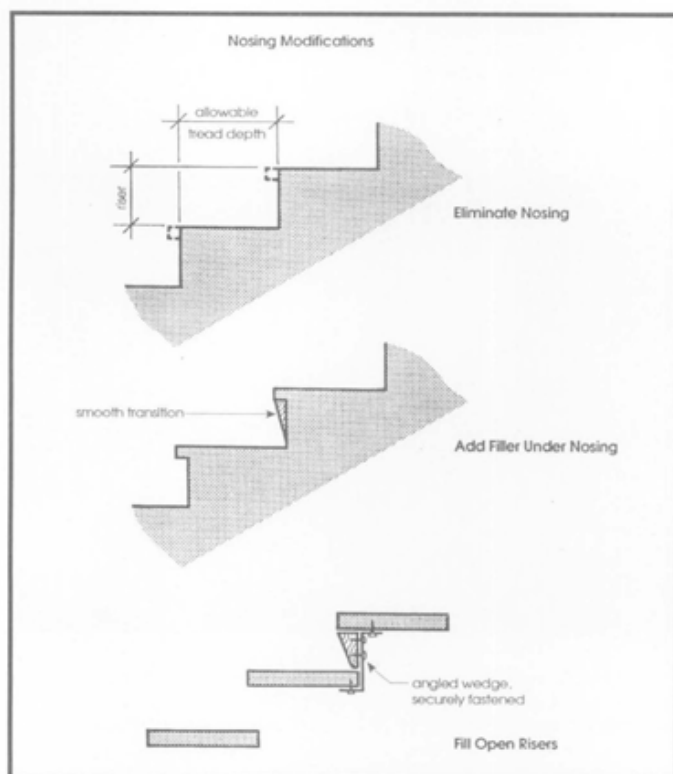 Nosing Modifications
allowable
tread depth
riser
Eliminate Nosing
smooth transition
Add Filler Under Nosing
angled wedge,
securely fastened
Fill Open Risers